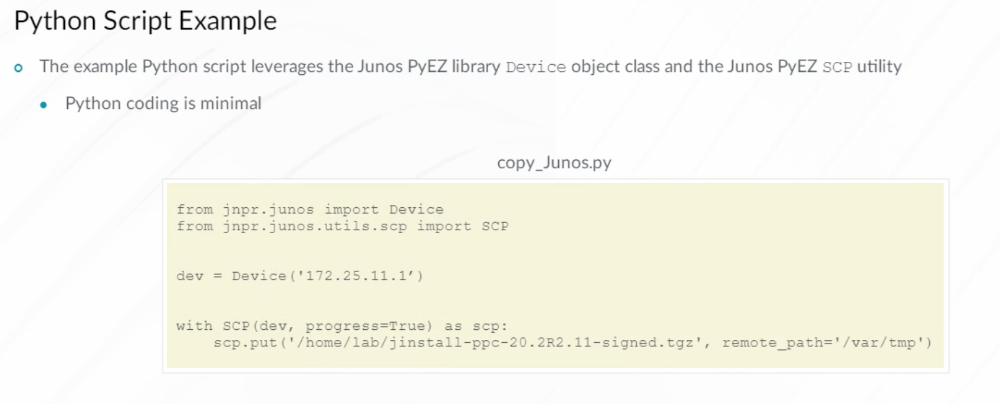 Python Script Example
The example Python script leverages the Junos PyEZ library Device object class and the Junos PyEZ SCP utility
Python coding is minimal
copy_Junos.py
from jnpr.junos import Device
from jnpr.junos.utils.scp import SCP
dev = Device('172.25.11.1’)
with SCP(dev, progress=True) as scp:
    scp.put('/home/lab/jinstall-ppc-20.2R2.11-signed.tgz', remote_path='/var/tmp')